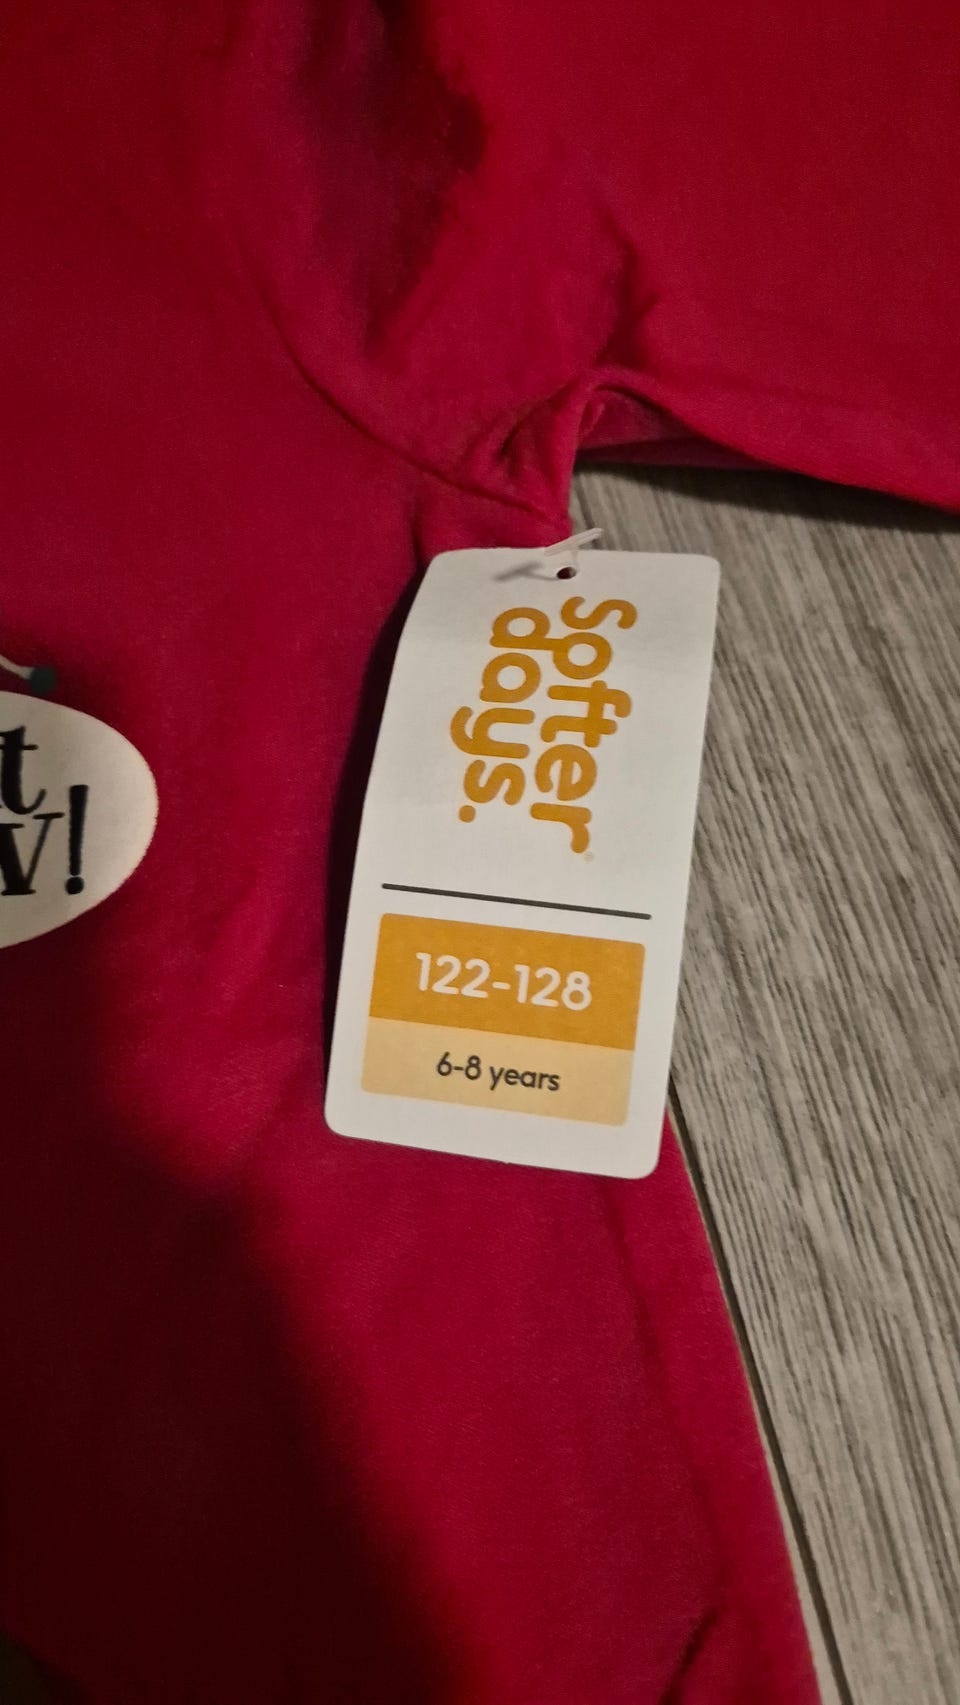 softer
days.
122-128
6-8 years
t
!